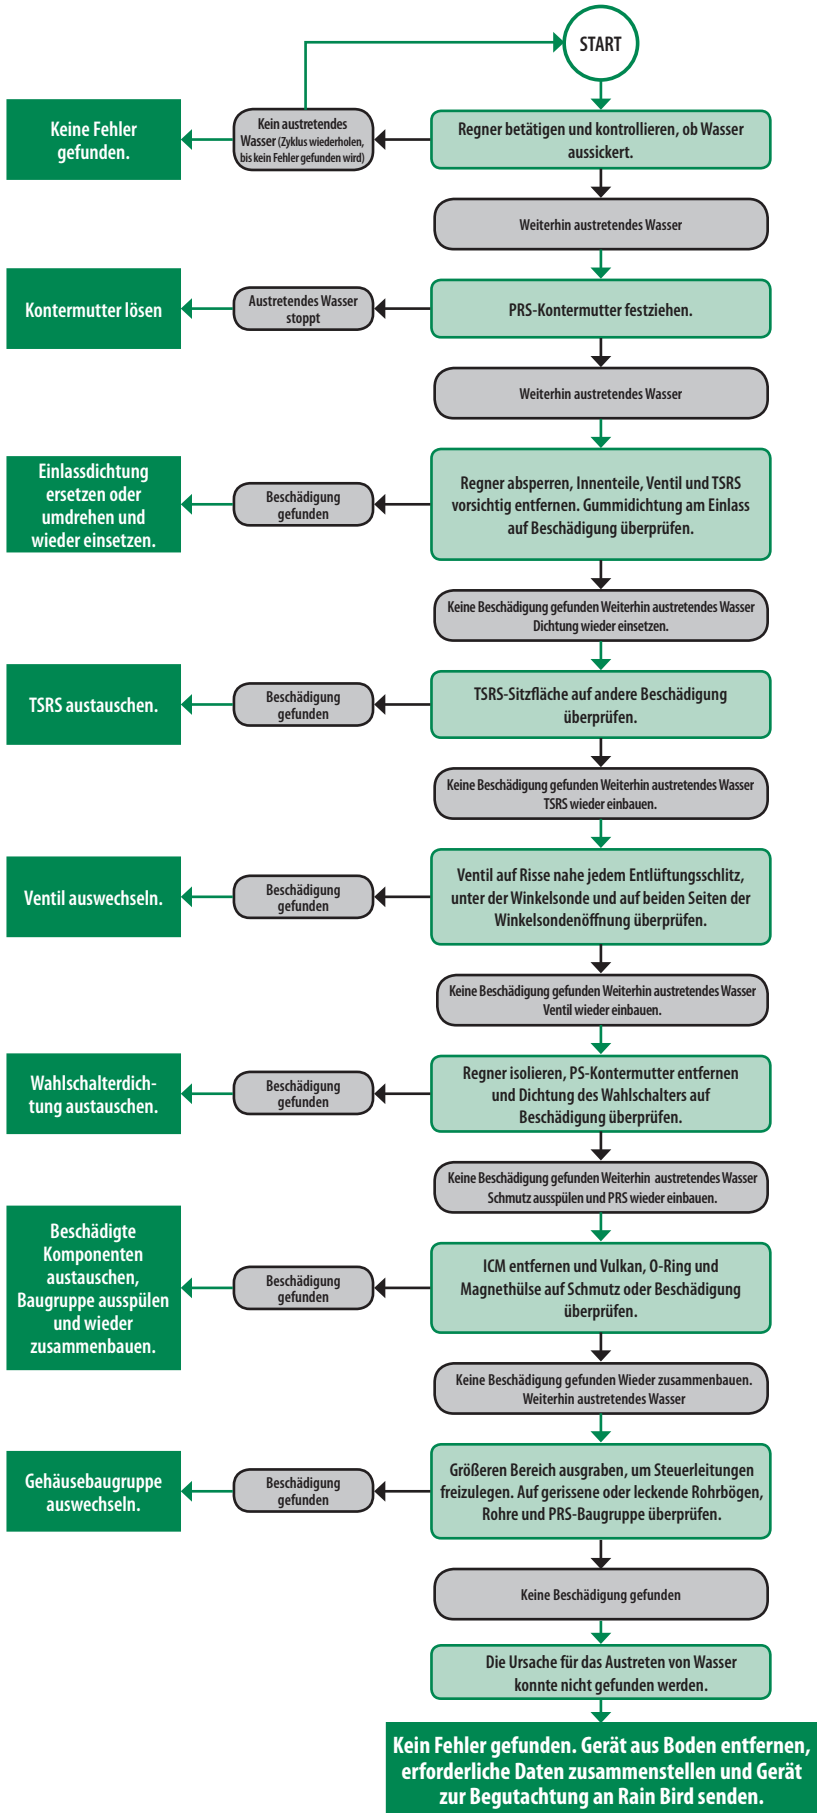 START
Regner betätigen und kontrollieren, ob Wasser
aussickert.
Kein austretendes
Wasser (Zyklus wiederholen,
bis kein Fehler gefunden wird)
Keine Fehler
gefunden.
Weiterhin austretendes Wasser
PRS-Kontermutter festziehen.
Austretendes Wasser
stoppt
Kontermutter lösen
Weiterhin austretendes Wasser
Regner absperren, Innenteile, Ventil und TSRS
vorsichtig entfernen. Gummidichtung am Einlass
auf Beschädigung überprüfen.
Beschädigung
gefunden
Einlassdichtung
ersetzen oder
umdrehen und
wieder einsetzen.
Keine Beschädigung gefunden Weiterhin austretendes Wasser
Dichtung wieder einsetzen.
TSRS-Sitzfläche auf andere Beschädigung
überprüfen.
Beschädigung
gefunden
TSRS austauschen.
Keine Beschädigung gefunden Weiterhin austretendes Wasser
TSRS wieder einbauen.
Ventil auf Risse nahe jedem Entlüftungsschlitz,
unter der Winkelsonde und auf beiden Seiten der
Winkelsondenöffnung überprüfen.
Beschädigung
gefunden
Ventil auswechseln.
Keine Beschädigung gefunden Weiterhin austretendes Wasser
Ventil wieder einbauen.
Regner isolieren, PS-Kontermutter entfernen
und Dichtung des Wahlschalters auf
Beschädigung überprüfen.
Beschädigung
gefunden
Wahlschalterdich-
tung austauschen.
Keine Beschädigung gefunden Weiterhin austretendes Wasser
Schmutz ausspülen und PRS wieder einbauen.
ICM entfernen und Vulkan, O-Ring und
Magnethülse auf Schmutz oder Beschädigung
überprüfen.
Beschädigung
gefunden
Beschädigte
Komponenten
austauschen,
Baugruppe ausspülen
und wieder
zusammenbauen.
Keine Beschädigung gefunden Wieder zusammenbauen.
Weiterhin austretendes Wasser
Größeren Bereich ausgraben, um Steuerleitungen
freizulegen. Auf gerissene oder leckende Rohrbögen,
Rohre und PRS-Baugruppe überprüfen.
Beschädigung
gefunden
Gehäusebaugruppe
auswechseln.
Keine Beschädigung gefunden
Die Ursache für das Austreten von Wasser
konnte nicht gefunden werden.
Kein Fehler gefunden. Gerät aus Boden entfernen,
erforderliche Daten zusammenstellen und Gerät
zur Begutachtung an Rain Bird senden.